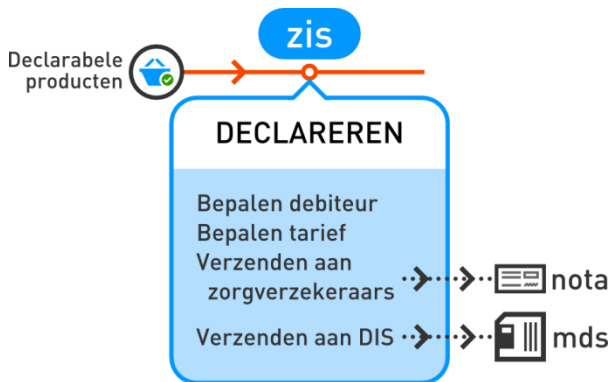 zis
Declarabele
producten
DECLAREREN
Bepalen debiteur
Bepalen tarief
Verzenden aan
zorgverzekeraars
nota
Verzenden aan DIS
mds